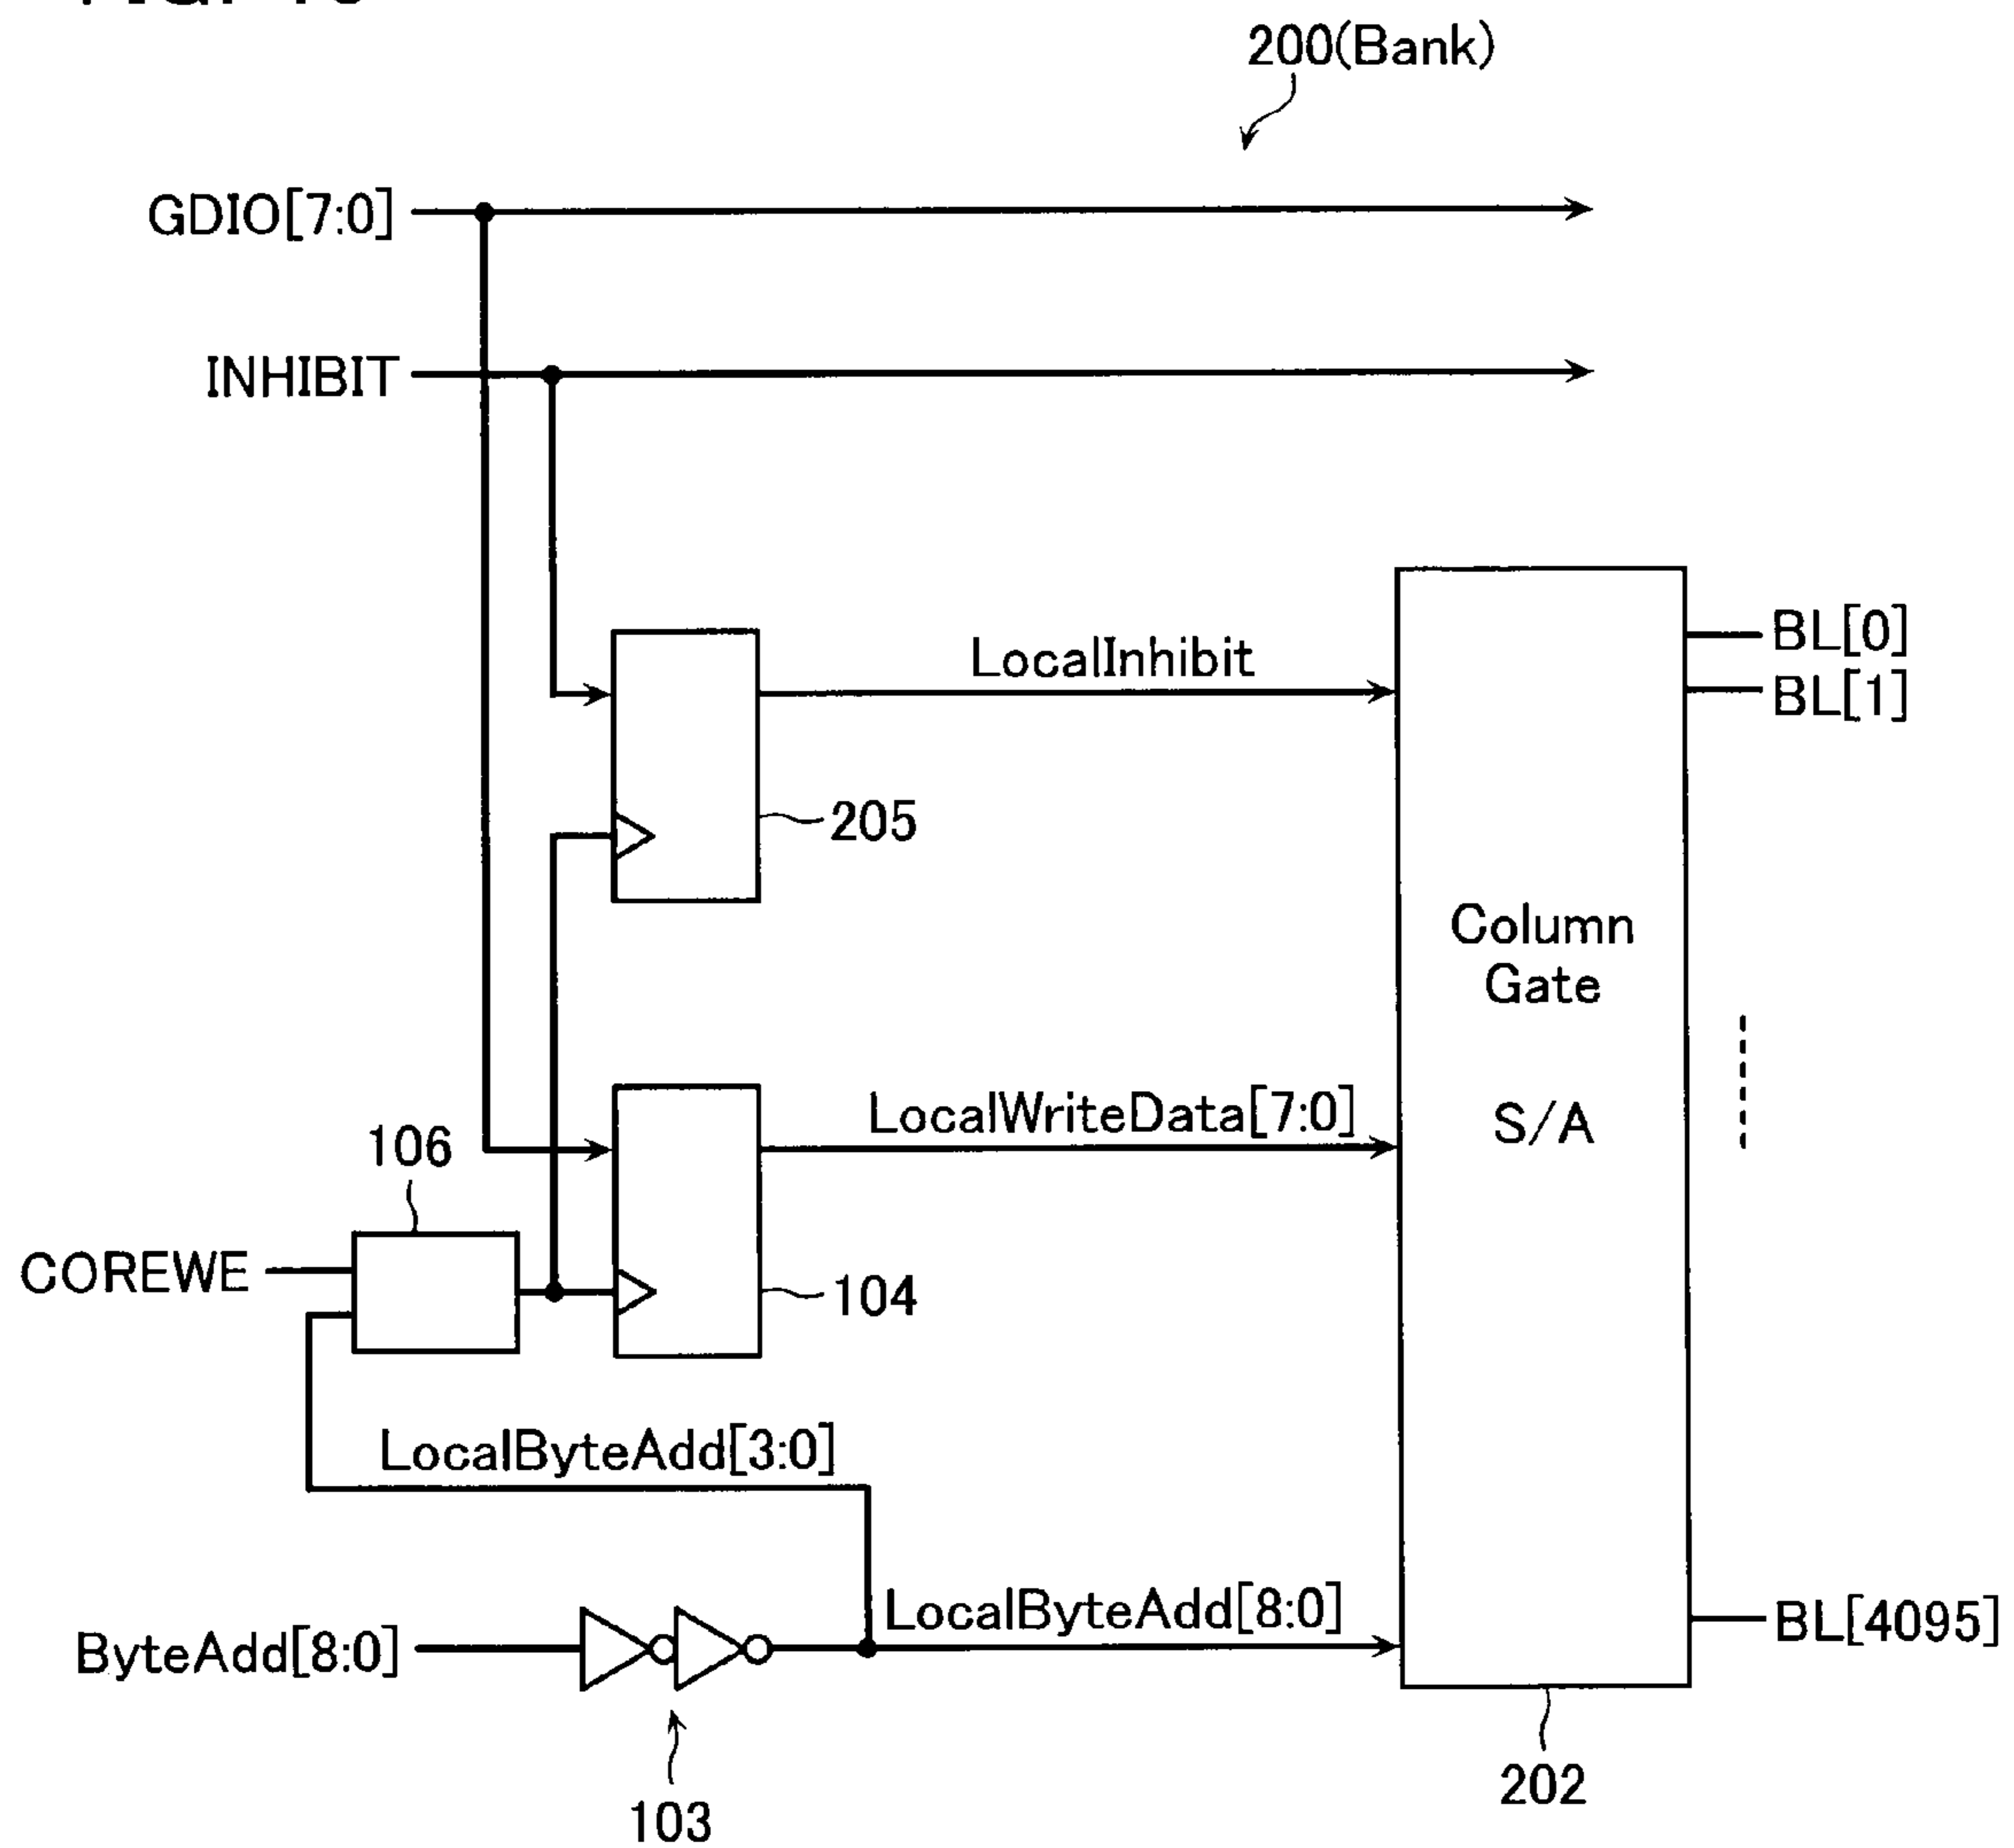 200(Bank)
GDIO[7:0]
INHIBIT
LocalInhibit
BL[0]
BL[1]
205
Column
Gate
S/A
LocalWriteData[7:0]
106
COREWE
104
LocalByteAdd[3:0]
LocalByteAdd[8:0]
ByteAdd[8:0]
BL[4095]
103
202